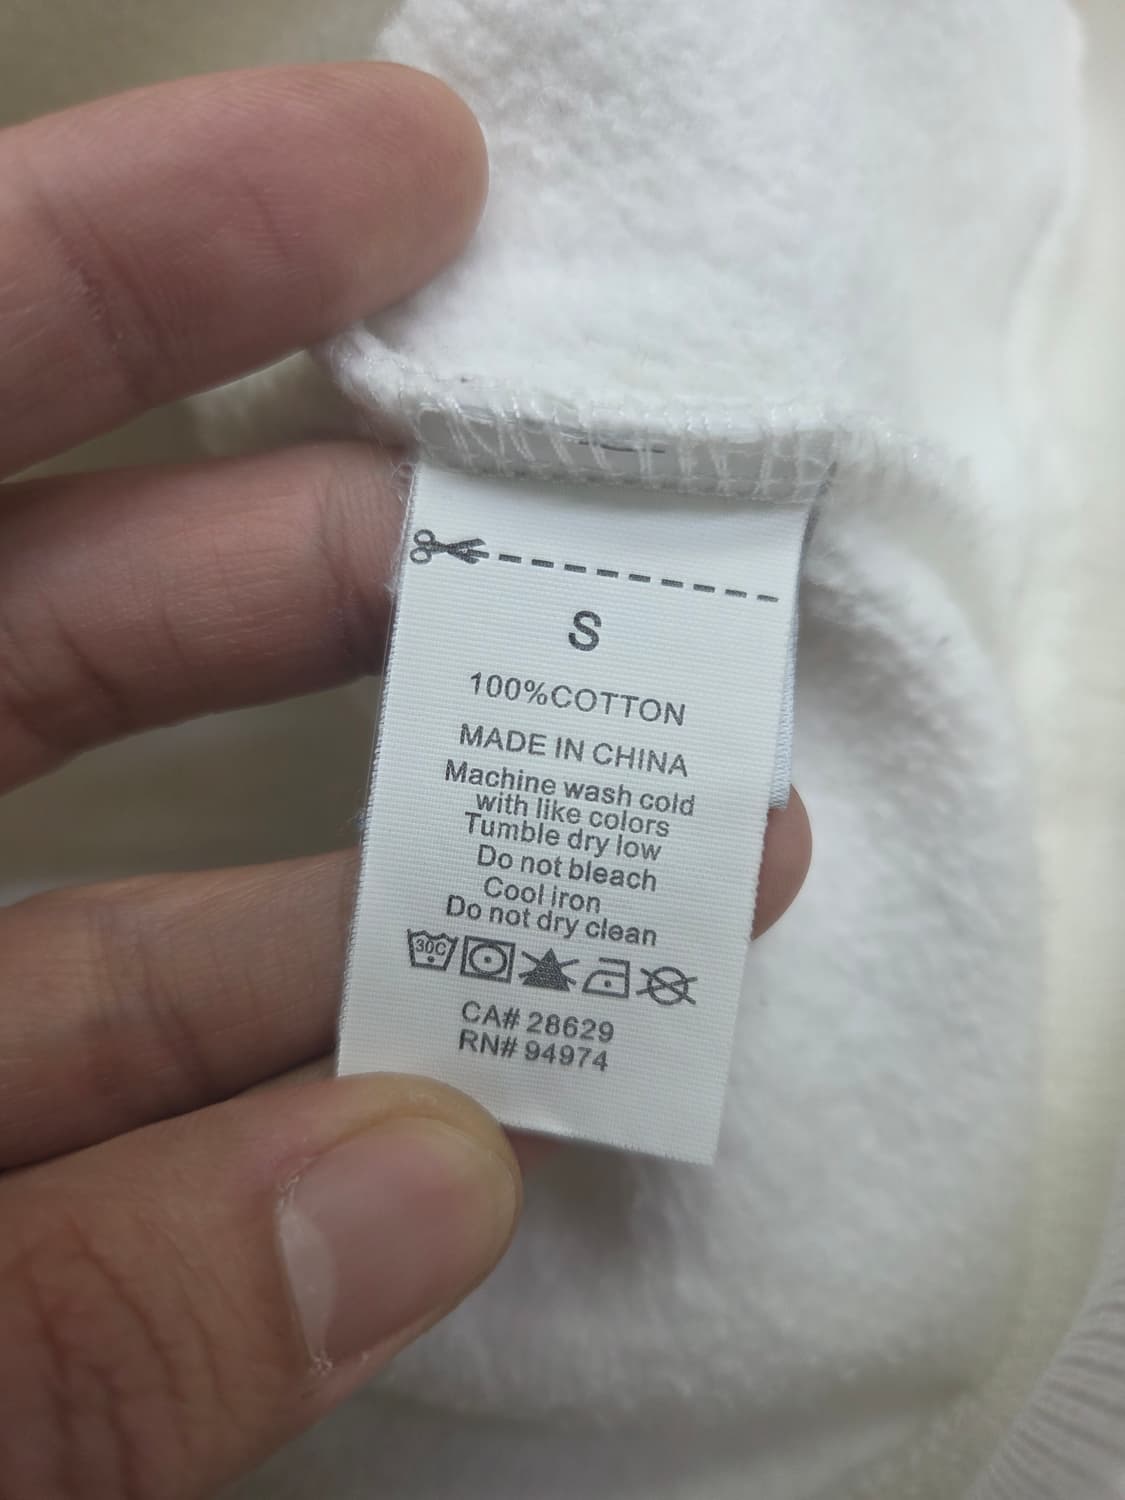 S
100%COTTON
MADE IN CHINA
Machine wash cold
with like colors
Tumble dry low
Do not bleach
Cool iron
Do not dry clean
30C
CA# 28629
RN# 94974